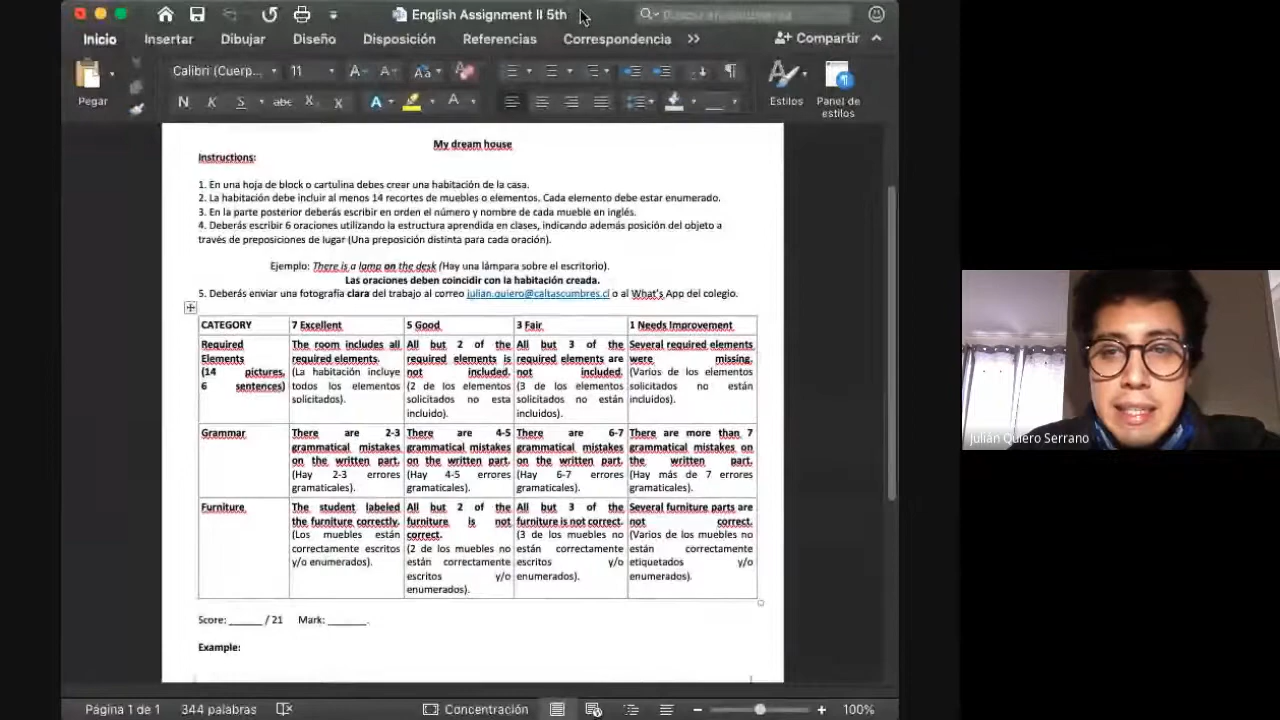 English Assignment II 5th
Buscar en documento
Inicio Insertar Dibujar Diseño Disposición Referencias Correspondencia >> Compartir
Calibri (Cuerp... 11
Pegar
N K S abc X X A A
Estilos Panel de estilos
My dream house
Instructions:
1. En una hoja de block o cartulina debes crear una habitación de la casa.
2. La habitación debe incluir al menos 14 recortes de muebles o elementos. Cada elemento debe estar enumerado.
3. En la parte posterior deberás escribir en orden el número y nombre de cada mueble en inglés.
4. Deberás escribir 6 oraciones utilizando la estructura aprendida en clases, indicando además posición del objeto a
través de preposiciones de lugar (Una preposición distinta para cada oración).
Ejemplo: There is a lamp on the desk (Hay una lámpara sobre el escritorio).
Las oraciones deben coincidir con la habitación creada.
5. Deberás enviar una fotografía clara del trabajo al correo julian.quiero@caltascumbres.cl o al What's App del colegio.
CATEGORY 7 Excellent 5 Good 3 Fair 1 Needs Improvement
Required Elements (14 pictures, 6 sentences)
The room includes all required elements. (La habitación incluye todos los elementos solicitados).
All but 2 of the required elements is not included. (2 de los elementos solicitados no esta incluido).
All but 3 of the required elements are not included. (3 de los elementos solicitados no están incluidos).
Several required elements were missing. (Varios de los elementos solicitados no están incluidos).
Grammar
There are 2-3 grammatical mistakes on the written part. (Hay 2-3 errores gramaticales).
There are 4-5 grammatical mistakes on the written part. (Hay 4-5 errores gramaticales).
There are 6-7 grammatical mistakes on the written part. (Hay 6-7 errores gramaticales).
There are more than 7 grammatical mistakes on the written part. (Hay más de 7 errores gramaticales).
Furniture
The student labeled the furniture correctly. (Los muebles están correctamente escritos y/o enumerados).
All but 2 of the furniture is not correct. (2 de los muebles no están correctamente escritos y/o enumerados).
All but 3 of the furniture is not correct. (3 de los muebles no están correctamente escritos y/o enumerados).
Several furniture parts are not correct. (Varios de los muebles no están correctamente etiquetados y/o enumerados).
Score: ______ / 21 Mark: _______.
Example:
Página 1 de 1 344 palabras Concentración 100%
Julián Quiero Serrano